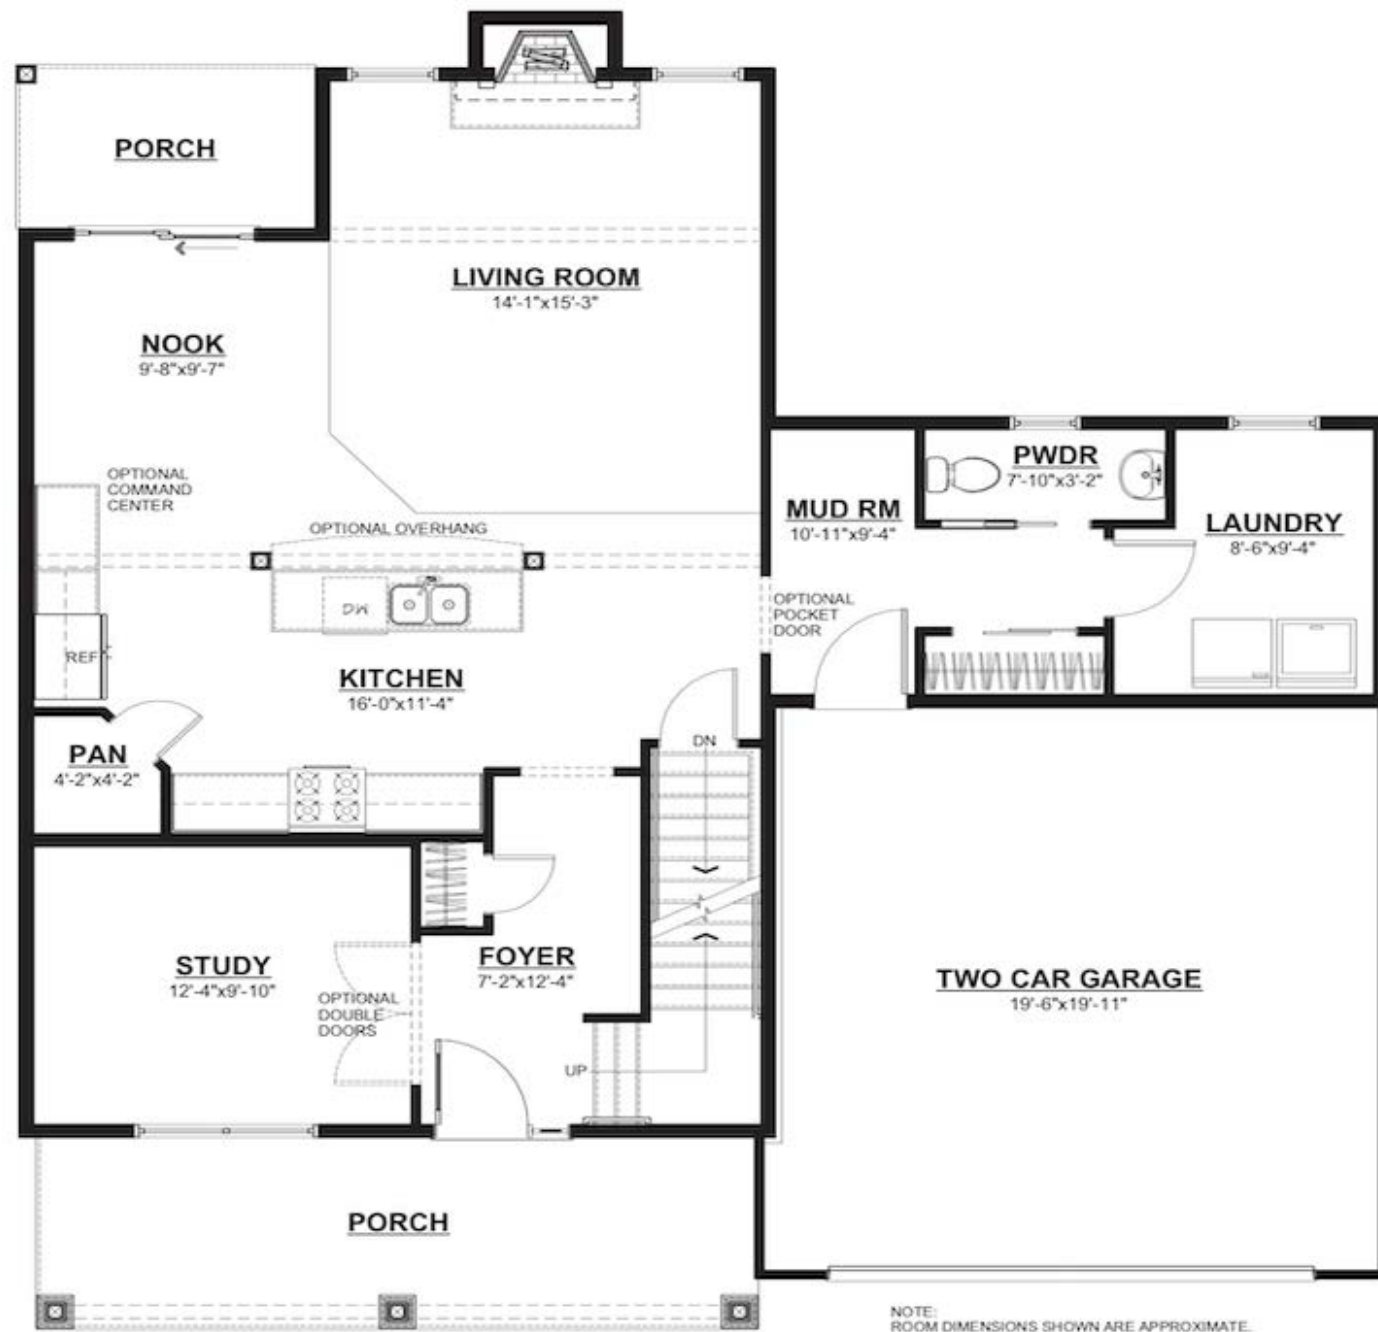 PORCH
LIVING ROOM
14'-1"x15'-3"
NOOK
9'-8"x9'-7"
OPTIONAL
COMMAND
CENTER
OPTIONAL OVERHANG
PWDR
7'-10"x3'-2"
MUD RM
10'-11"x9'-4"
LAUNDRY
8'-6"x9'-4"
OPTIONAL
POCKET
DOOR
DW
REF
KITCHEN
16'-0"x11'-4"
PAN
4'-2"x4'-2"
DN
STUDY
12'-4"x9'-10"
OPTIONAL
DOUBLE
DOORS
FOYER
7'-2"x12'-4"
UP
TWO CAR GARAGE
19'-6"x19'-11"
PORCH
NOTE:
ROOM DIMENSIONS SHOWN ARE APPROXIMATE.